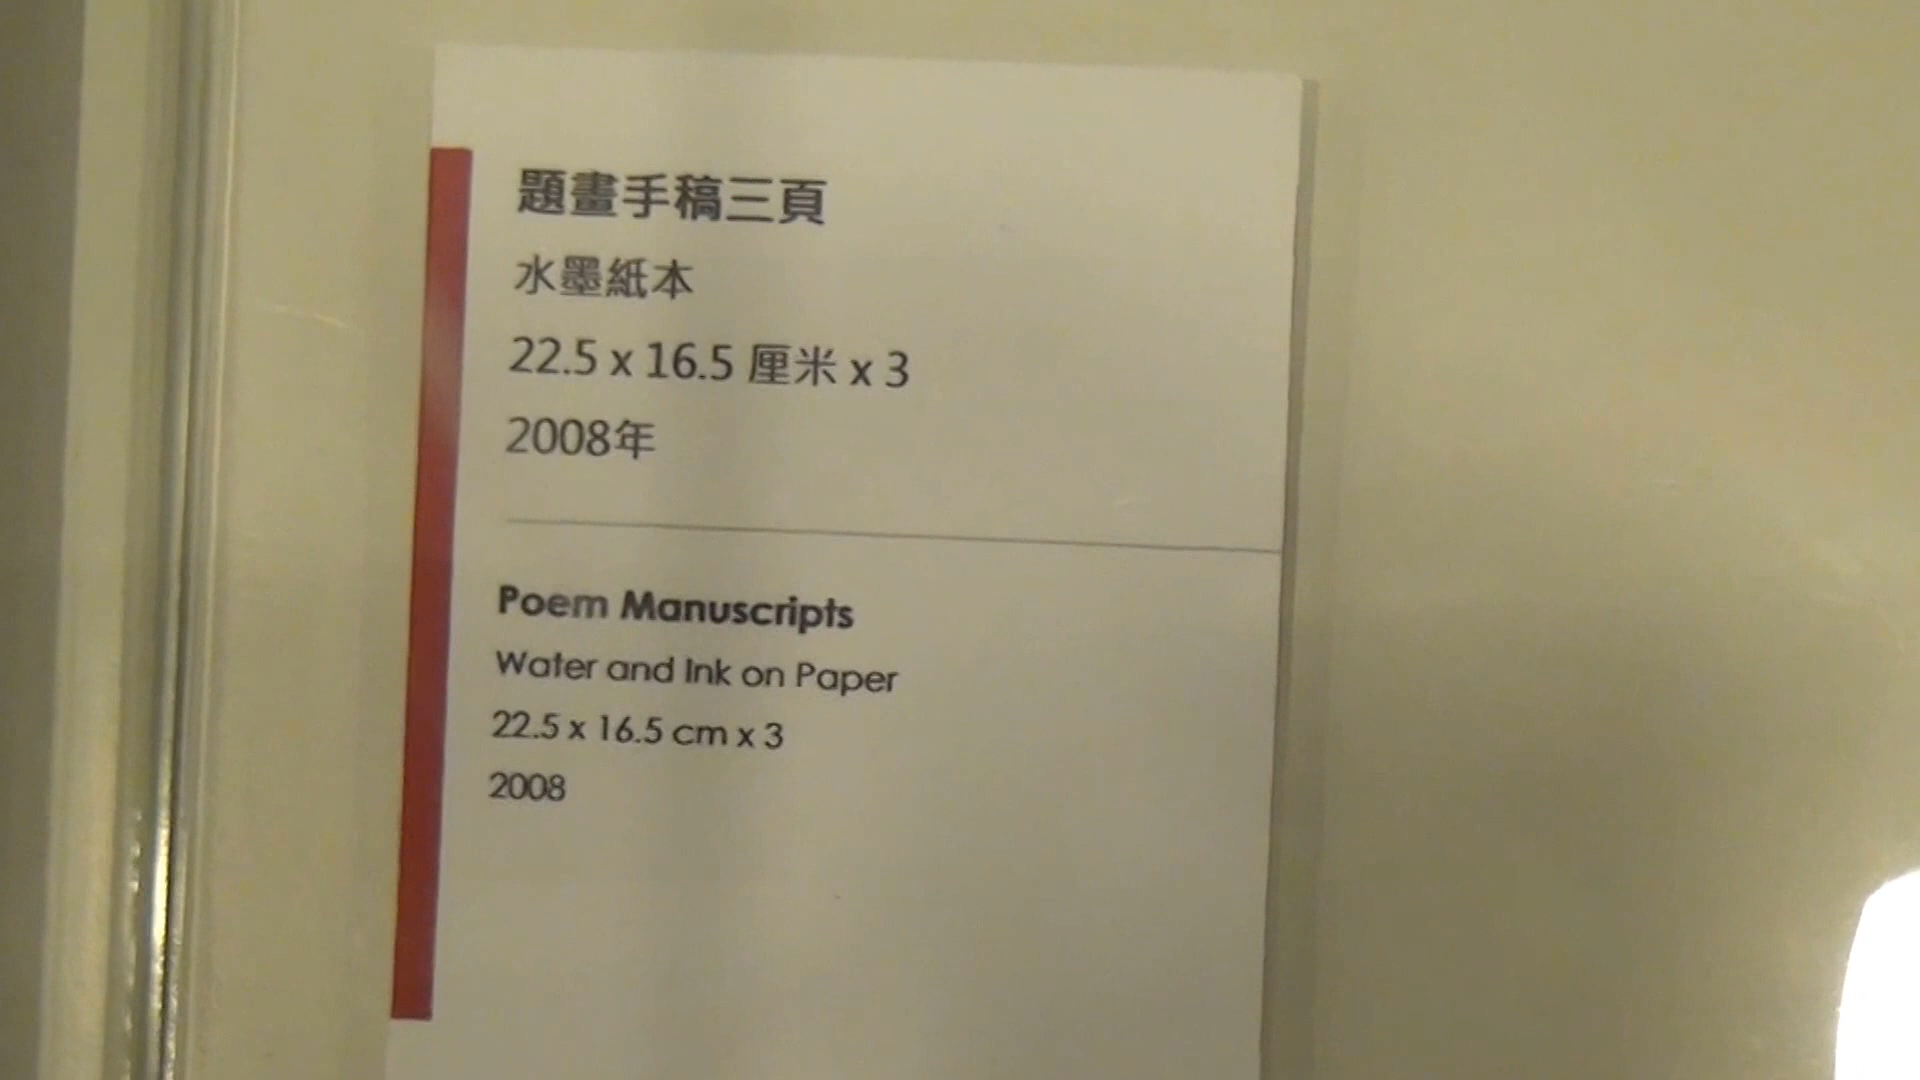 題畫手稿三頁
水墨紙本
22.5 x 16.5 厘米 x 3
2008年
Poem Manuscripts
Water and Ink on Paper
22.5 x 16.5 cm x 3
2008